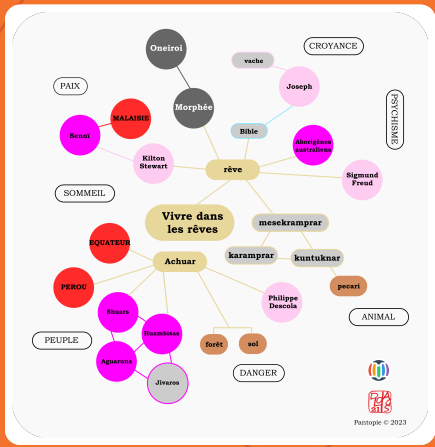 Oneiroi
CROYANCE
vache
PAIX
Joseph
Morphée
MALAISIE
PSYCHISME
Senoï
Bible
Aborigènes
australiens
Kilton
Stewart
rêve
Sigmund
Freud
SOMMEIL
Vivre dans
les rêves
mesekramprar
EQUATEUR
karamprar
kuntuknar
Achuar
PEROU
pecari
Philippe
Descola
Shuars
ANIMAL
Huambisas
PEUPLE
forêt
sol
Aguaruna
DANGER
Jivaros
Pantopie © 2023